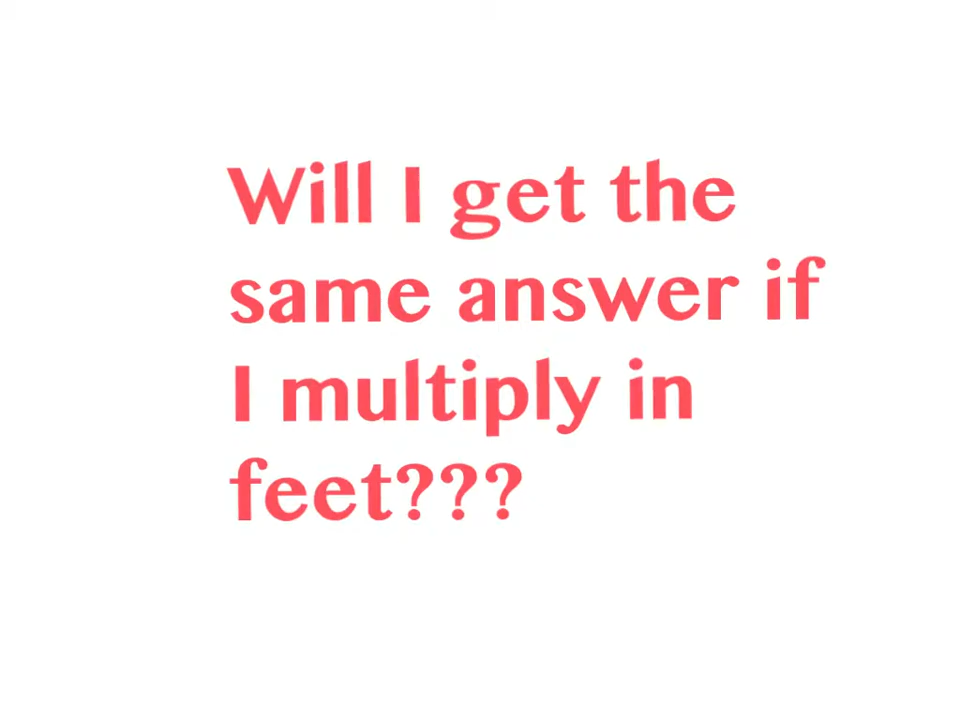 Will I get the
same answer if
I multiply in
feet???